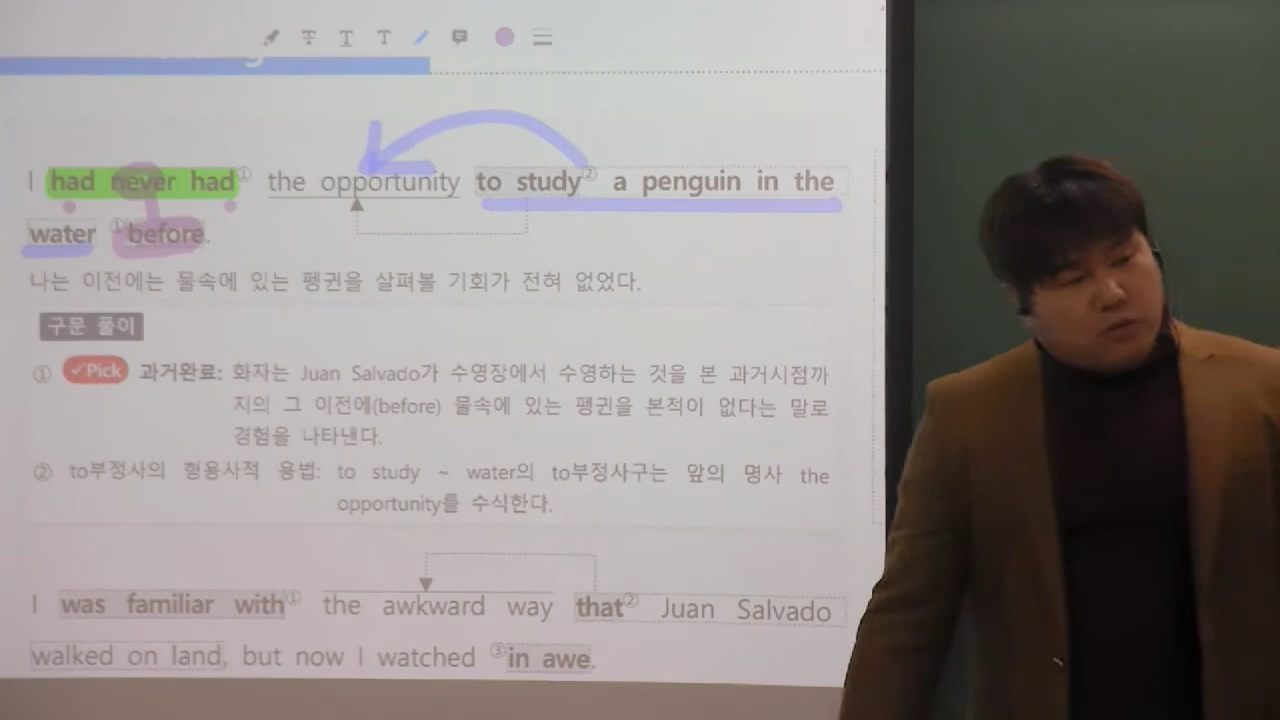 I had never had① the opportunity to study② a penguin in the
water ①before.
나는 이전에는 물속에 있는 펭귄을 살펴볼 기회가 전혀 없었다.
구문 풀이
① ✓Pick 과거완료: 화자는 Juan Salvado가 수영장에서 수영하는 것을 본 과거시점까
지의 그 이전에(before) 물속에 있는 펭귄을 본적이 없다는 말로
경험을 나타낸다.
② to부정사의 형용사적 용법: to study ~ water의 to부정사구는 앞의 명사 the
opportunity를 수식한다.
I was familiar with① the awkward way that② Juan Salvado
walked on land, but now I watched ③in awe.